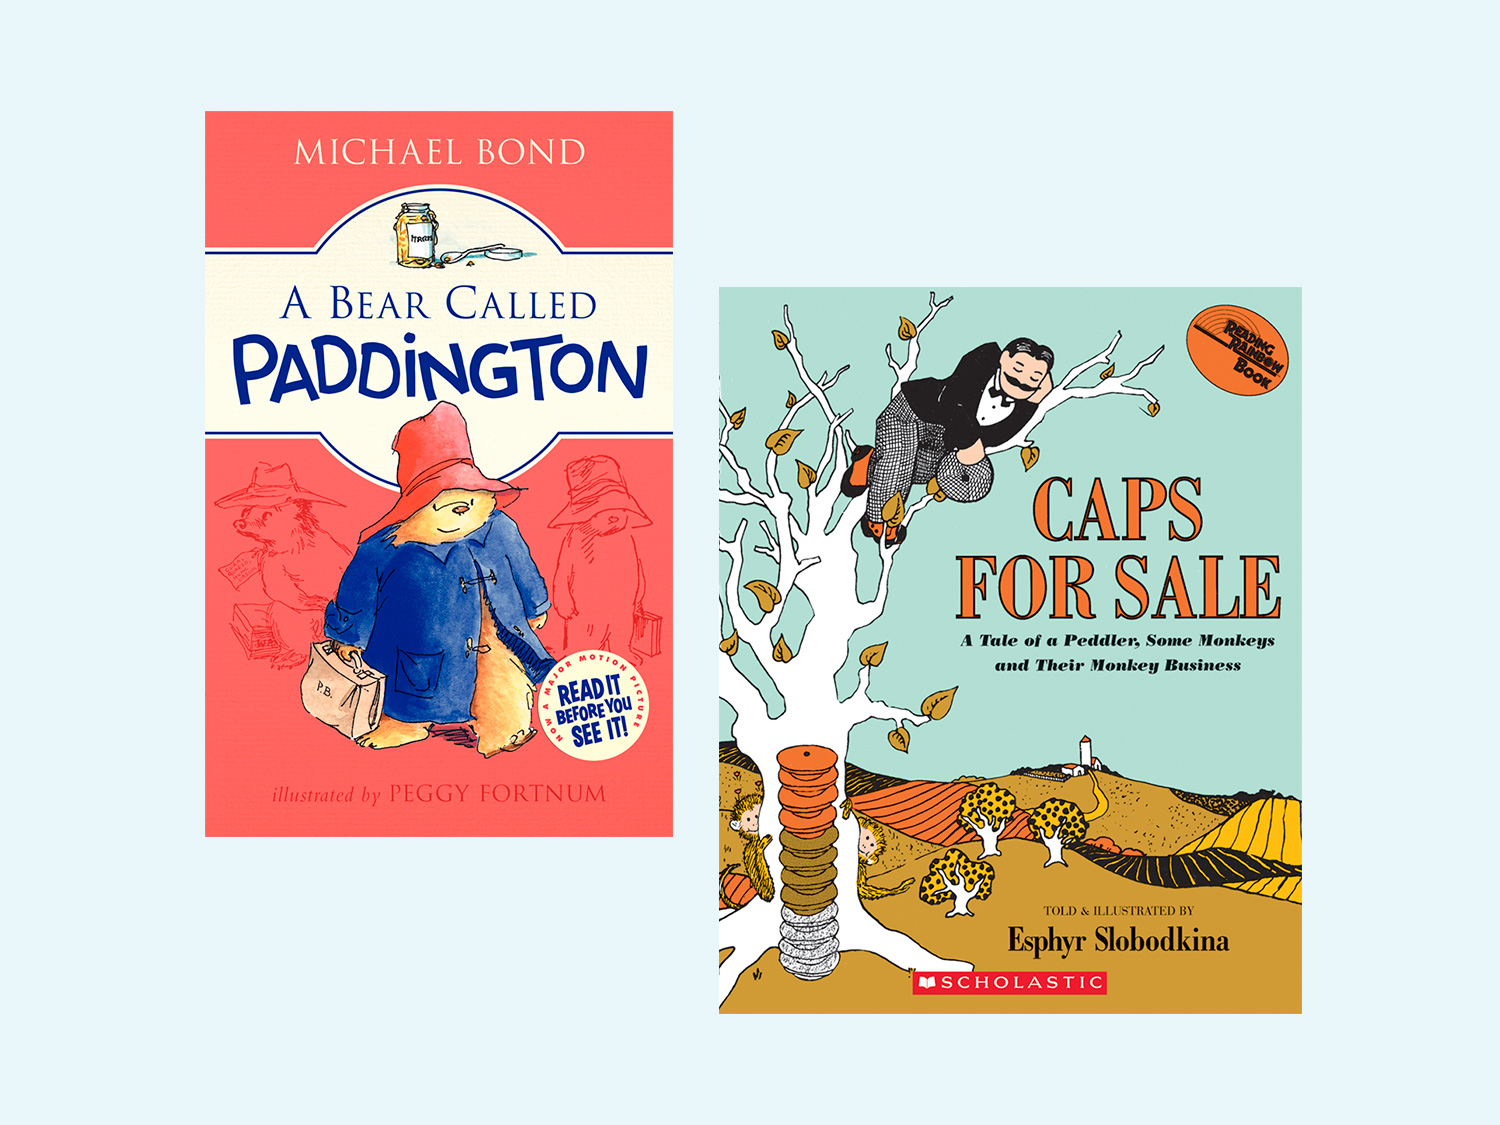 MICHAEL BOND
A BEAR CALLED
PADDiNGTON
P.B.
NOW A MAJOR MOTION PICTURE
READ IT
BEFORE YOU
SEE IT!
illustrated by PEGGY FORTNUM
READING
RAINBOW
BOOK
CAPS
FOR SALE
A Tale of a Peddler, Some Monkeys
and Their Monkey Business
TOLD & ILLUSTRATED BY
Esphyr Slobodkina
SCHOLASTIC